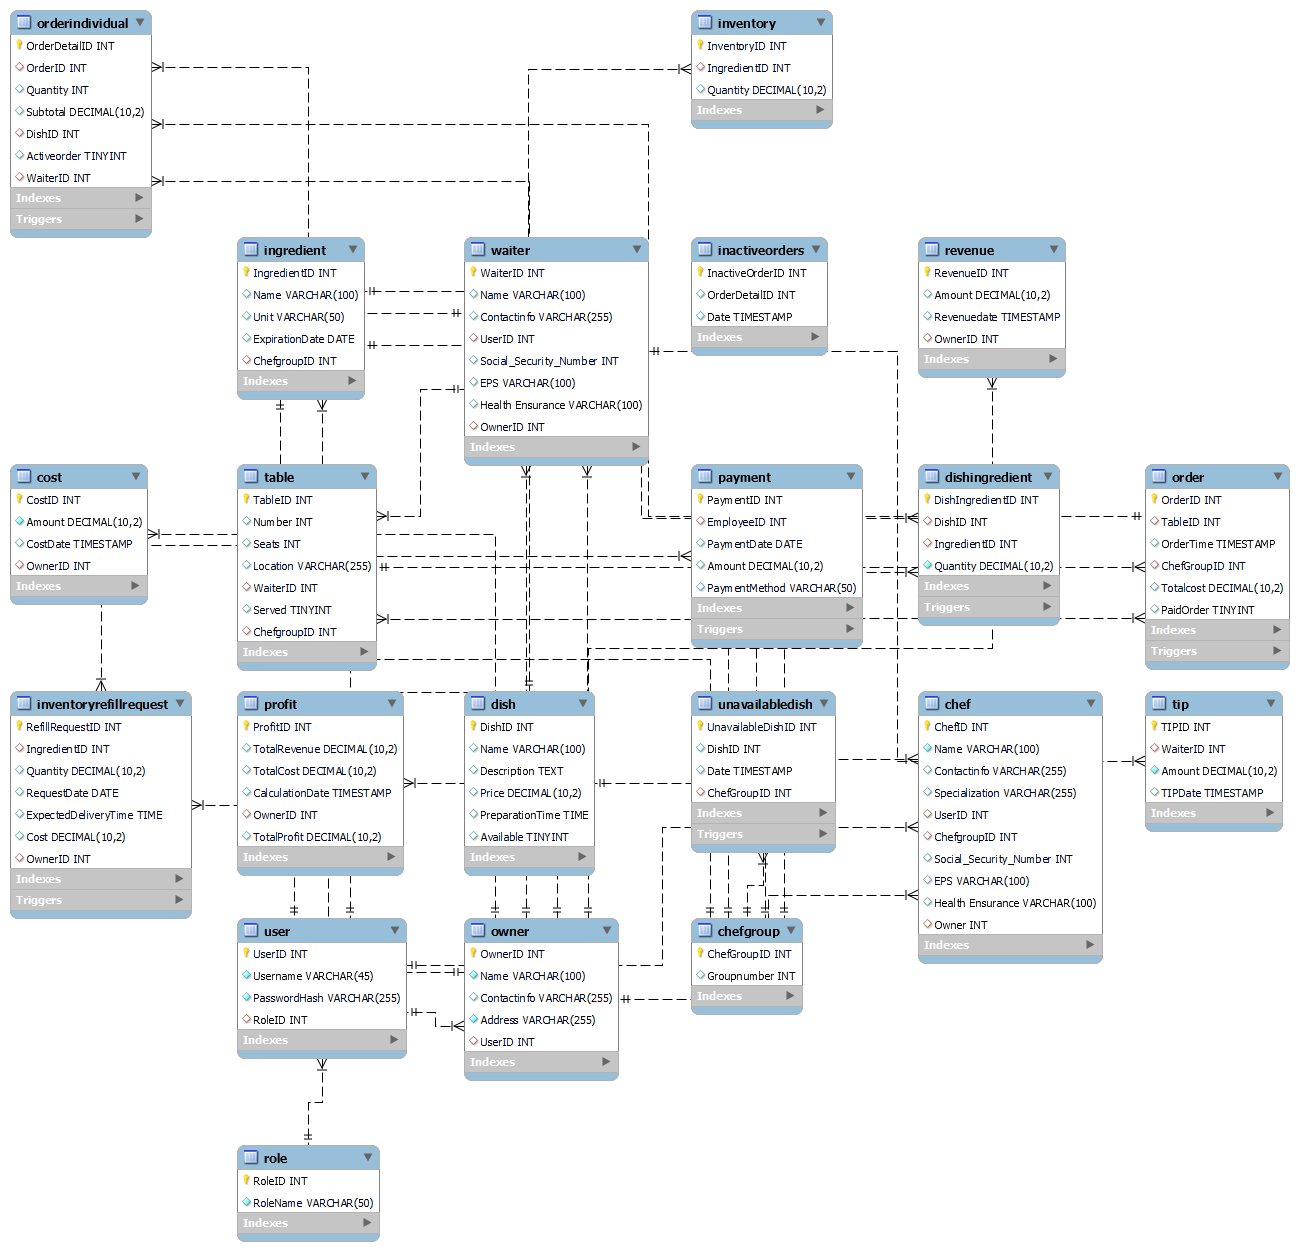 orderindividual
OrderDetailID INT
OrderID INT
Quantity INT
Subtotal DECIMAL(10,2)
DishID INT
Activeorder TINYINT
WaiterID INT
Indexes
Triggers
inventory
InventoryID INT
IngredientID INT
Quantity DECIMAL(10,2)
Indexes
ingredient
IngredientID INT
Name VARCHAR(100)
Unit VARCHAR(50)
ExpirationDate DATE
ChefgroupID INT
Indexes
waiter
WaiterID INT
Name VARCHAR(100)
Contactinfo VARCHAR(255)
UserID INT
Social_Security_Number INT
EPS VARCHAR(100)
Health Ensurance VARCHAR(100)
OwnerID INT
Indexes
inactiveorders
InactiveOrderID INT
OrderDetailID INT
Date TIMESTAMP
Indexes
revenue
RevenueID INT
Amount DECIMAL(10,2)
Revenuedate TIMESTAMP
OwnerID INT
Indexes
cost
CostID INT
Amount DECIMAL(10,2)
CostDate TIMESTAMP
OwnerID INT
Indexes
table
TableID INT
Number INT
Seats INT
Location VARCHAR(255)
WaiterID INT
Served TINYINT
ChefgroupID INT
Indexes
payment
PaymentID INT
EmployeeID INT
PaymentDate DATE
Amount DECIMAL(10,2)
PaymentMethod VARCHAR(50)
Indexes
Triggers
dishingredient
DishIngredientID INT
DishID INT
IngredientID INT
Quantity DECIMAL(10,2)
Indexes
Triggers
order
OrderID INT
TableID INT
OrderTime TIMESTAMP
ChefGroupID INT
Totalcost DECIMAL(10,2)
PaidOrder TINYINT
Indexes
Triggers
inventoryrefillrequest
RefillRequestID INT
IngredientID INT
Quantity DECIMAL(10,2)
RequestDate DATE
ExpectedDeliveryTime TIME
Cost DECIMAL(10,2)
OwnerID INT
Indexes
Triggers
profit
ProfitID INT
TotalRevenue DECIMAL(10,2)
TotalCost DECIMAL(10,2)
CalculationDate TIMESTAMP
OwnerID INT
TotalProfit DECIMAL(10,2)
Indexes
dish
DishID INT
Name VARCHAR(100)
Description TEXT
Price DECIMAL(10,2)
PreparationTime TIME
Available TINYINT
Indexes
unavailabledish
UnavailableDishID INT
DishID INT
Date TIMESTAMP
ChefGroupID INT
Indexes
Triggers
chef
ChefID INT
Name VARCHAR(100)
Contactinfo VARCHAR(255)
Specialization VARCHAR(255)
UserID INT
ChefgroupID INT
Social_Security_Number INT
EPS VARCHAR(100)
Health Ensurance VARCHAR(100)
Owner INT
Indexes
tip
TIPID INT
WaiterID INT
Amount DECIMAL(10,2)
TIPDate TIMESTAMP
Indexes
user
UserID INT
Username VARCHAR(45)
PasswordHash VARCHAR(255)
RoleID INT
Indexes
owner
OwnerID INT
Name VARCHAR(100)
Contactinfo VARCHAR(255)
Address VARCHAR(255)
UserID INT
Indexes
chefgroup
ChefGroupID INT
Groupnumber INT
Indexes
role
RoleID INT
RoleName VARCHAR(50)
Indexes